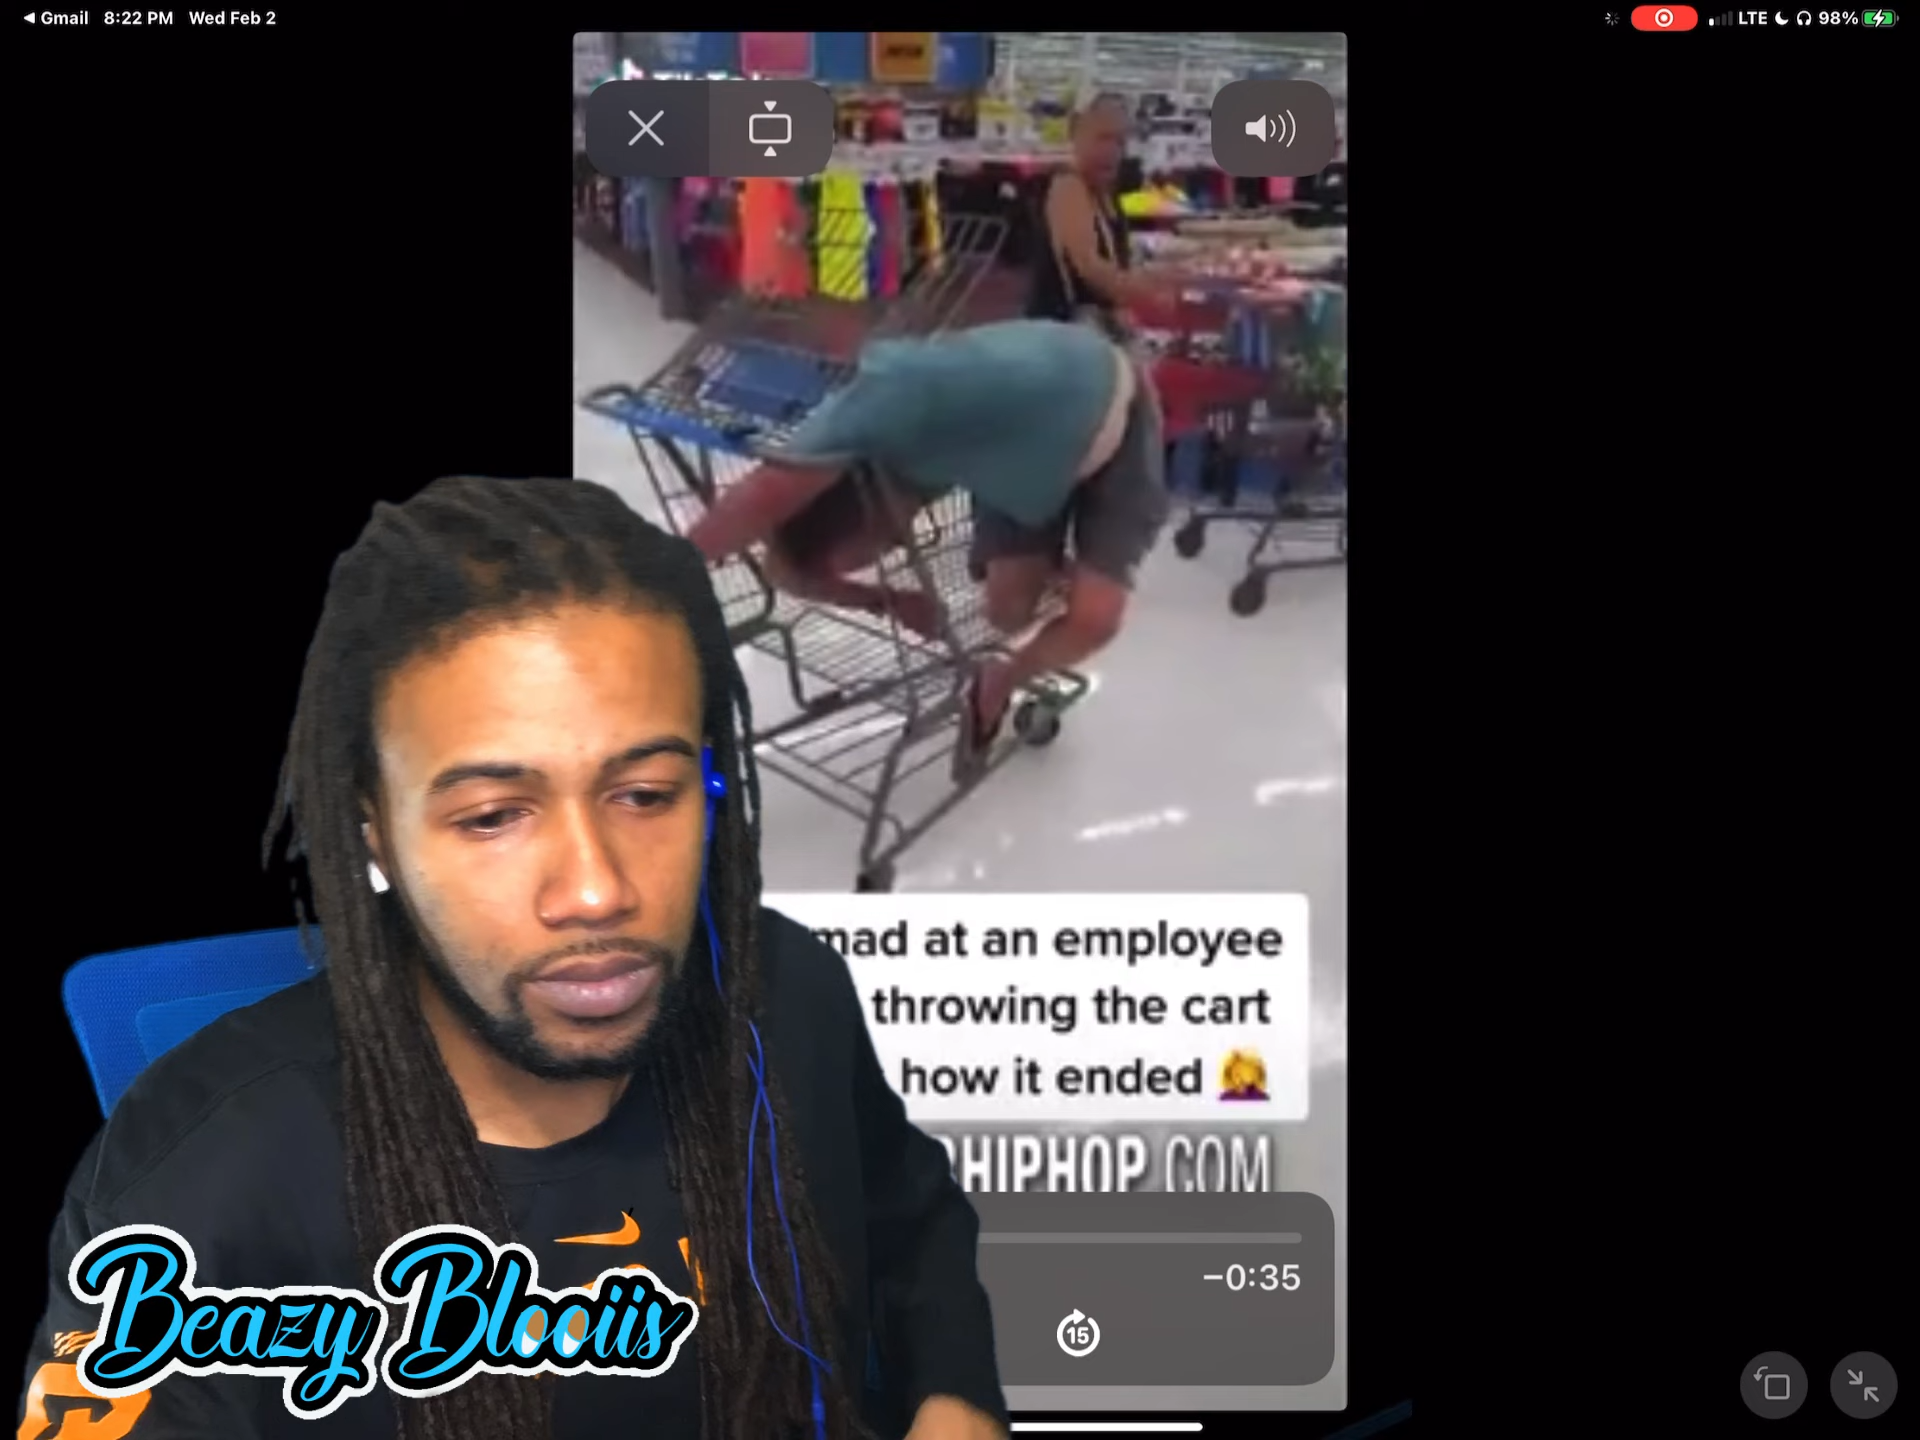 Gmail 8:22 PM Wed Feb 2
LTE 98%
mad at an employee
throwing the cart
how it ended 🤦‍♀️
HIPHOP.COM
-0:35
15
Beazy Blooiis